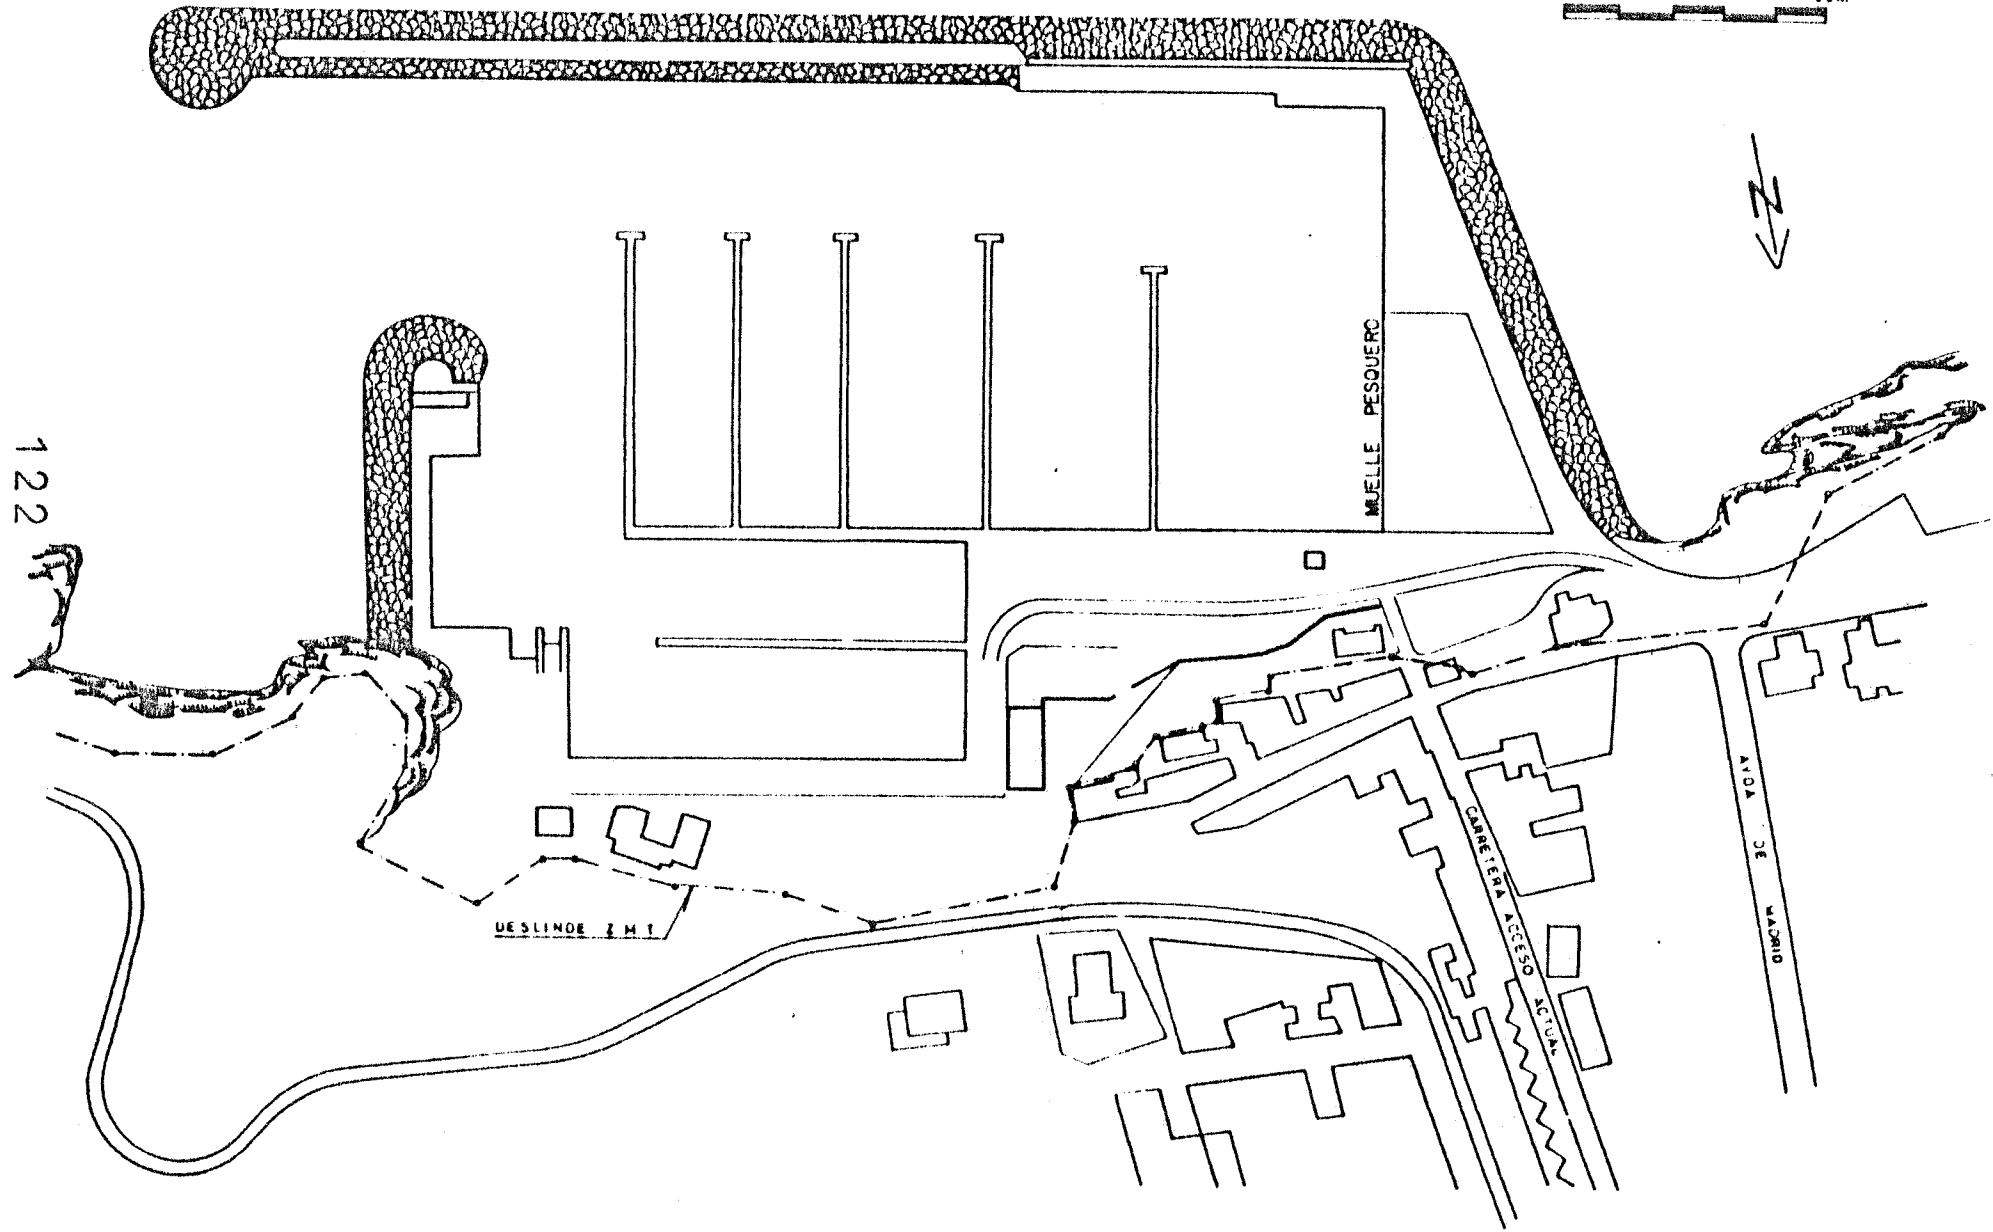 N
MUELLE PESQUERO
122
DESLINDE Z M T
CARRETERA ACCESO ACTUAL
AVDA DE MADRID